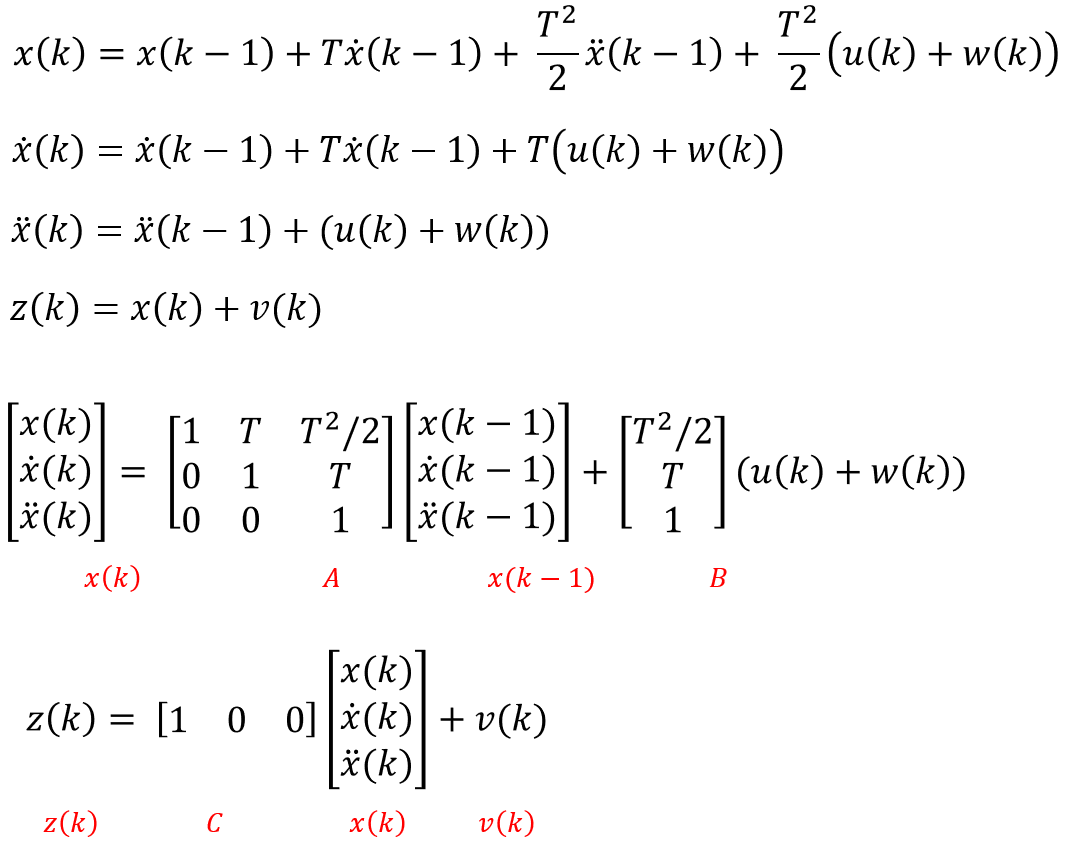 x(k) = x(k − 1) + Tẋ(k − 1) + T²/2 ẍ(k − 1) + T²/2 (u(k) + w(k))
ẋ(k) = ẋ(k − 1) + Tẋ(k − 1) + T(u(k) + w(k))
ẍ(k) = ẍ(k − 1) + (u(k) + w(k))
z(k) = x(k) + v(k)
[x(k) ẋ(k) ẍ(k)] = [1 T T²/2 0 1 T 0 0 1] [x(k − 1) ẋ(k − 1) ẍ(k − 1)] + [T²/2 T 1] (u(k) + w(k))
x(k) A x(k − 1) B
z(k) = [1 0 0] [x(k) ẋ(k) ẍ(k)] + v(k)
z(k) C x(k) v(k)